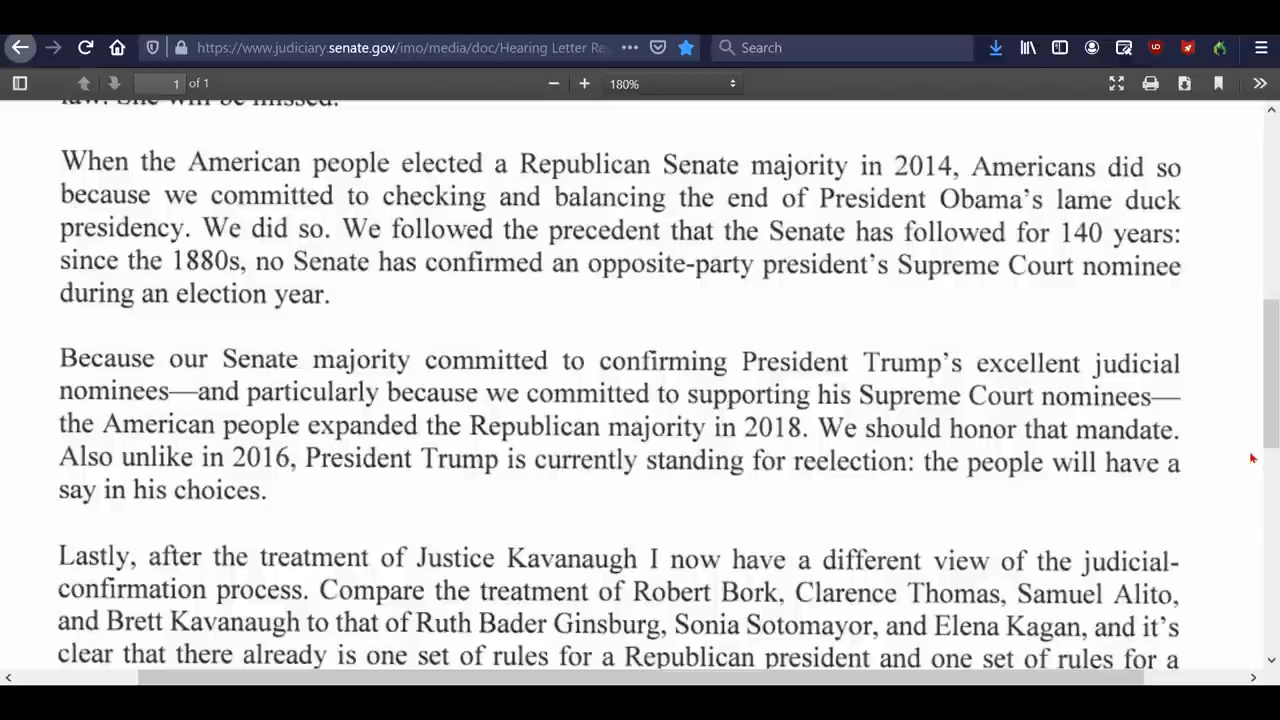 https://www.judiciary.senate.gov/imo/media/doc/Hearing Letter Re
Search
1 of 1
180%
law. She will be missed.
When the American people elected a Republican Senate majority in 2014, Americans did so
because we committed to checking and balancing the end of President Obama's lame duck
presidency. We did so. We followed the precedent that the Senate has followed for 140 years:
since the 1880s, no Senate has confirmed an opposite-party president's Supreme Court nominee
during an election year.
Because our Senate majority committed to confirming President Trump's excellent judicial
nominees—and particularly because we committed to supporting his Supreme Court nominees—
the American people expanded the Republican majority in 2018. We should honor that mandate.
Also unlike in 2016, President Trump is currently standing for reelection: the people will have a
say in his choices.
Lastly, after the treatment of Justice Kavanaugh I now have a different view of the judicial-
confirmation process. Compare the treatment of Robert Bork, Clarence Thomas, Samuel Alito,
and Brett Kavanaugh to that of Ruth Bader Ginsburg, Sonia Sotomayor, and Elena Kagan, and it's
clear that there already is one set of rules for a Republican president and one set of rules for a